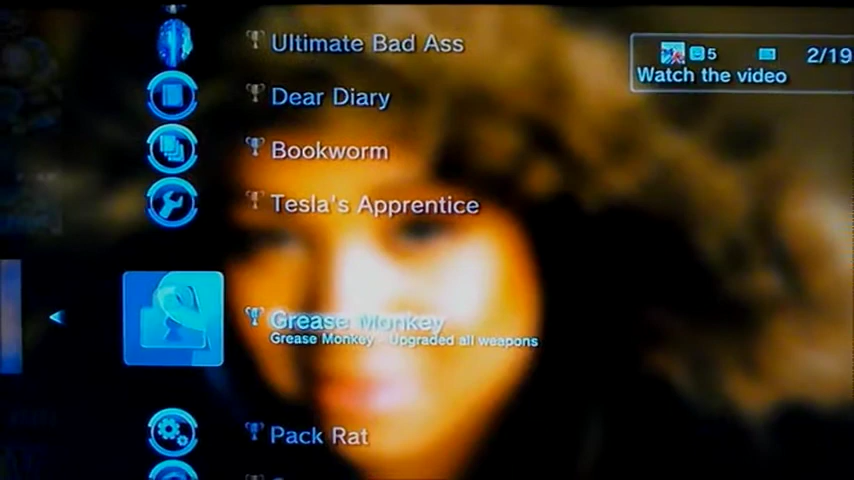 Ultimate Bad Ass
5 2/19
Watch the video
Dear Diary
Bookworm
Tesla's Apprentice
Grease Monkey
Grease Monkey - Upgraded all weapons
Pack Rat